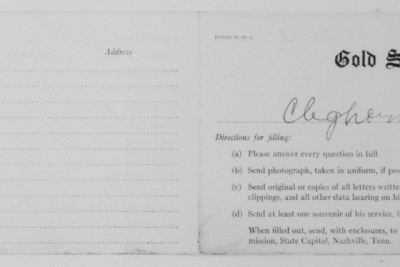 Address
Gold S
Cleghorn
Directions for filling:
(a) Please answer every question in full.
(b) Send photograph, taken in uniform, if pos
(c) Send original or copies of all letters writte
clippings, and all other data bearing on hi
(d) Send at least one souvenir of his service, i
When filled out, send, with enclosures, to
mission, State Capitol, Nashville, Tenn.